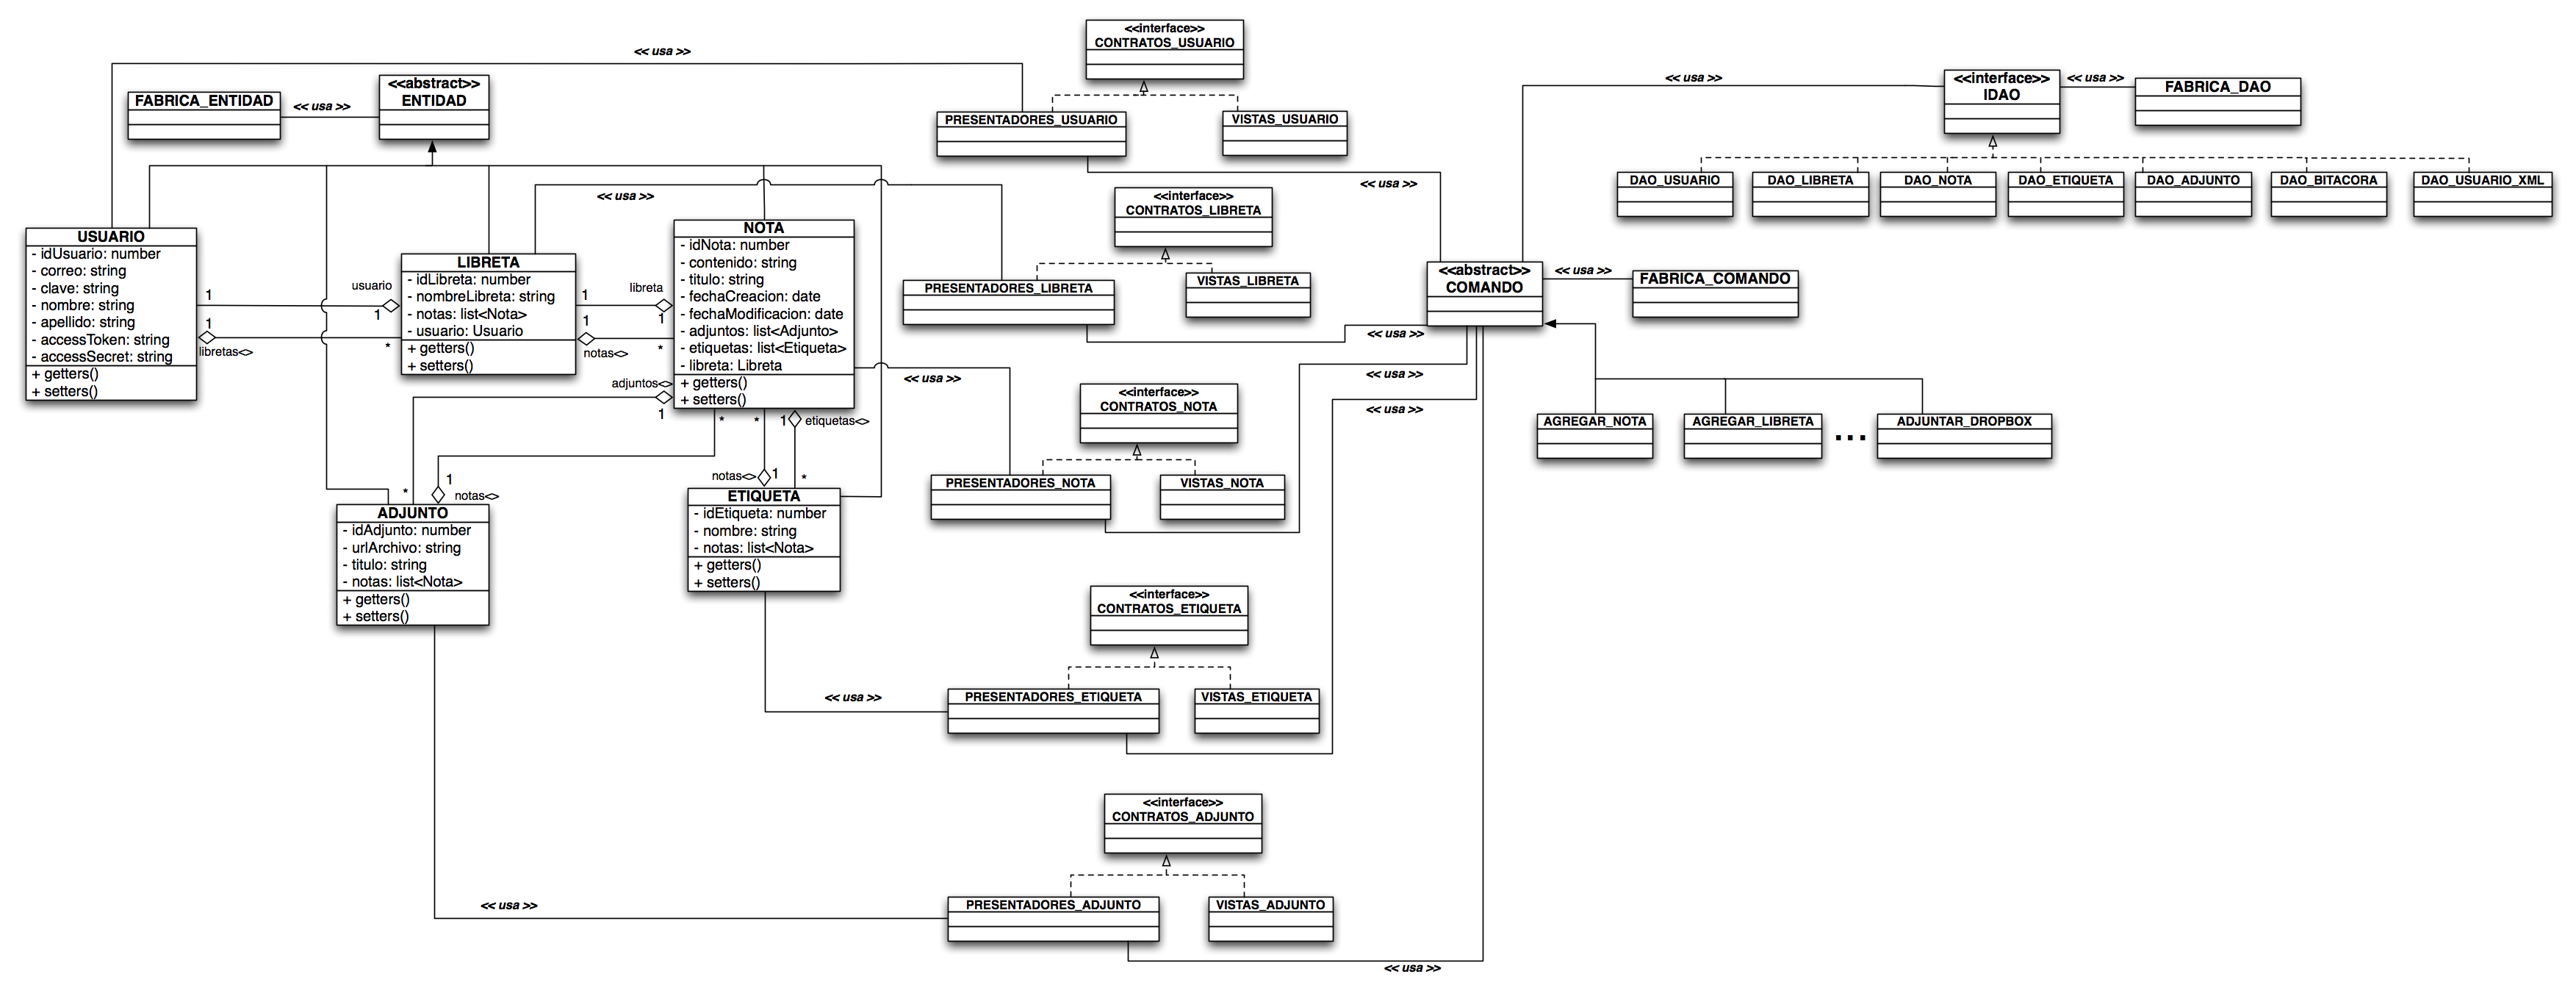 <<interface>>
CONTRATOS_USUARIO
<< usa >>
<<abstract>>
ENTIDAD
FABRICA_ENTIDAD
<< usa >>
PRESENTADORES_USUARIO
VISTAS_USUARIO
<< usa >>
<< usa >>
<<interface>>
IDAO
<< usa >>
FABRICA_DAO
DAO_USUARIO
DAO_LIBRETA
DAO_NOTA
DAO_ETIQUETA
DAO_ADJUNTO
DAO_BITACORA
DAO_USUARIO_XML
USUARIO
- idUsuario: number
- correo: string
- clave: string
- nombre: string
- apellido: string
- accessToken: string
- accessSecret: string
+ getters()
+ setters()
1
usuario
1
1
libretas<>
*
LIBRETA
- idLibreta: number
- nombreLibreta: string
- notas: list<Nota>
- usuario: Usuario
+ getters()
+ setters()
<< usa >>
1
libreta
1
1
notas<>
*
NOTA
- idNota: number
- contenido: string
- titulo: string
- fechaCreacion: date
- fechaModificacion: date
- adjuntos: list<Adjunto>
- etiquetas: list<Etiqueta>
- libreta: Libreta
+ getters()
+ setters()
adjuntos<>
1
*
*
1
etiquetas<>
*
1
notas<>
notas<>
1
*
ADJUNTO
- idAdjunto: number
- urlArchivo: string
- titulo: string
- notas: list<Nota>
+ getters()
+ setters()
ETIQUETA
- idEtiqueta: number
- nombre: string
- notas: list<Nota>
+ getters()
+ setters()
<<interface>>
CONTRATOS_LIBRETA
PRESENTADORES_LIBRETA
VISTAS_LIBRETA
<< usa >>
<<abstract>>
COMANDO
<< usa >>
FABRICA_COMANDO
<< usa >>
<< usa >>
<< usa >>
<<interface>>
CONTRATOS_NOTA
PRESENTADORES_NOTA
VISTAS_NOTA
AGREGAR_NOTA
AGREGAR_LIBRETA
...
ADJUNTAR_DROPBOX
<<interface>>
CONTRATOS_ETIQUETA
<< usa >>
PRESENTADORES_ETIQUETA
VISTAS_ETIQUETA
<<interface>>
CONTRATOS_ADJUNTO
<< usa >>
PRESENTADORES_ADJUNTO
VISTAS_ADJUNTO
<< usa >>